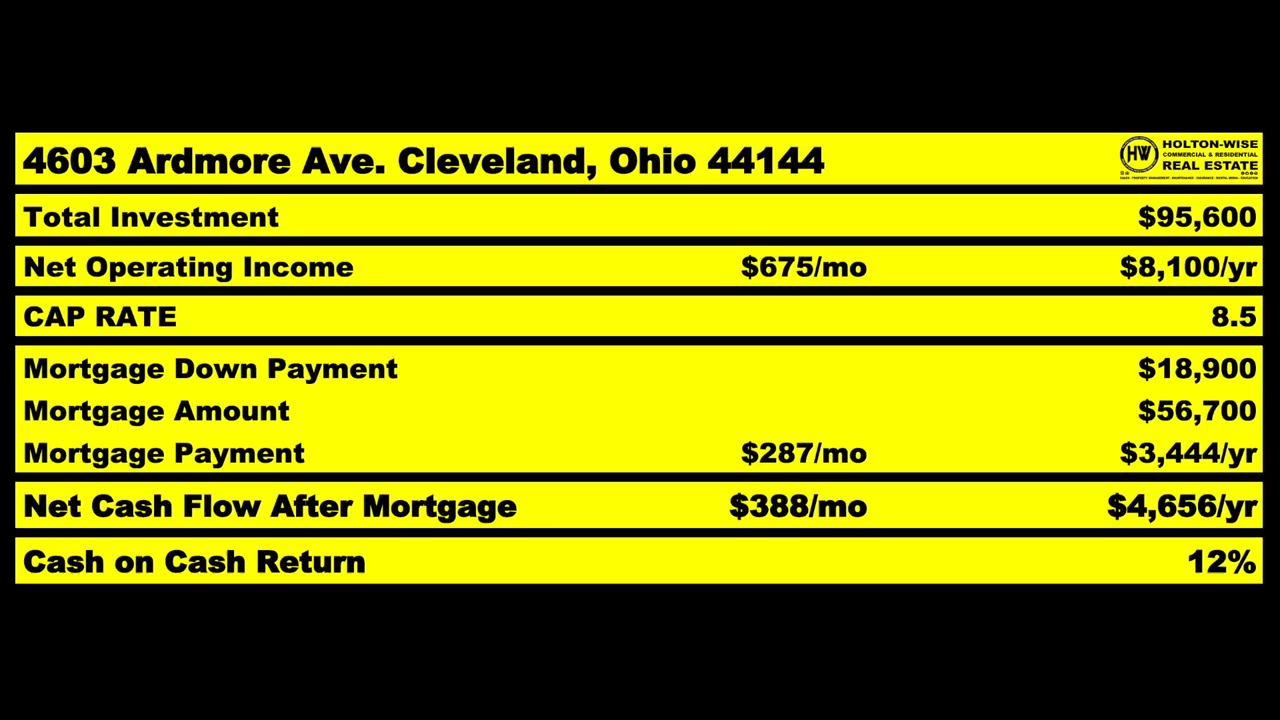 4603 Ardmore Ave. Cleveland, Ohio 44144
HW
HOLTON-WISE
COMMERCIAL & RESIDENTIAL
REAL ESTATE
Total Investment $95,600
Net Operating Income $675/mo $8,100/yr
CAP RATE 8.5
Mortgage Down Payment $18,900
Mortgage Amount $56,700
Mortgage Payment $287/mo $3,444/yr
Net Cash Flow After Mortgage $388/mo $4,656/yr
Cash on Cash Return 12%